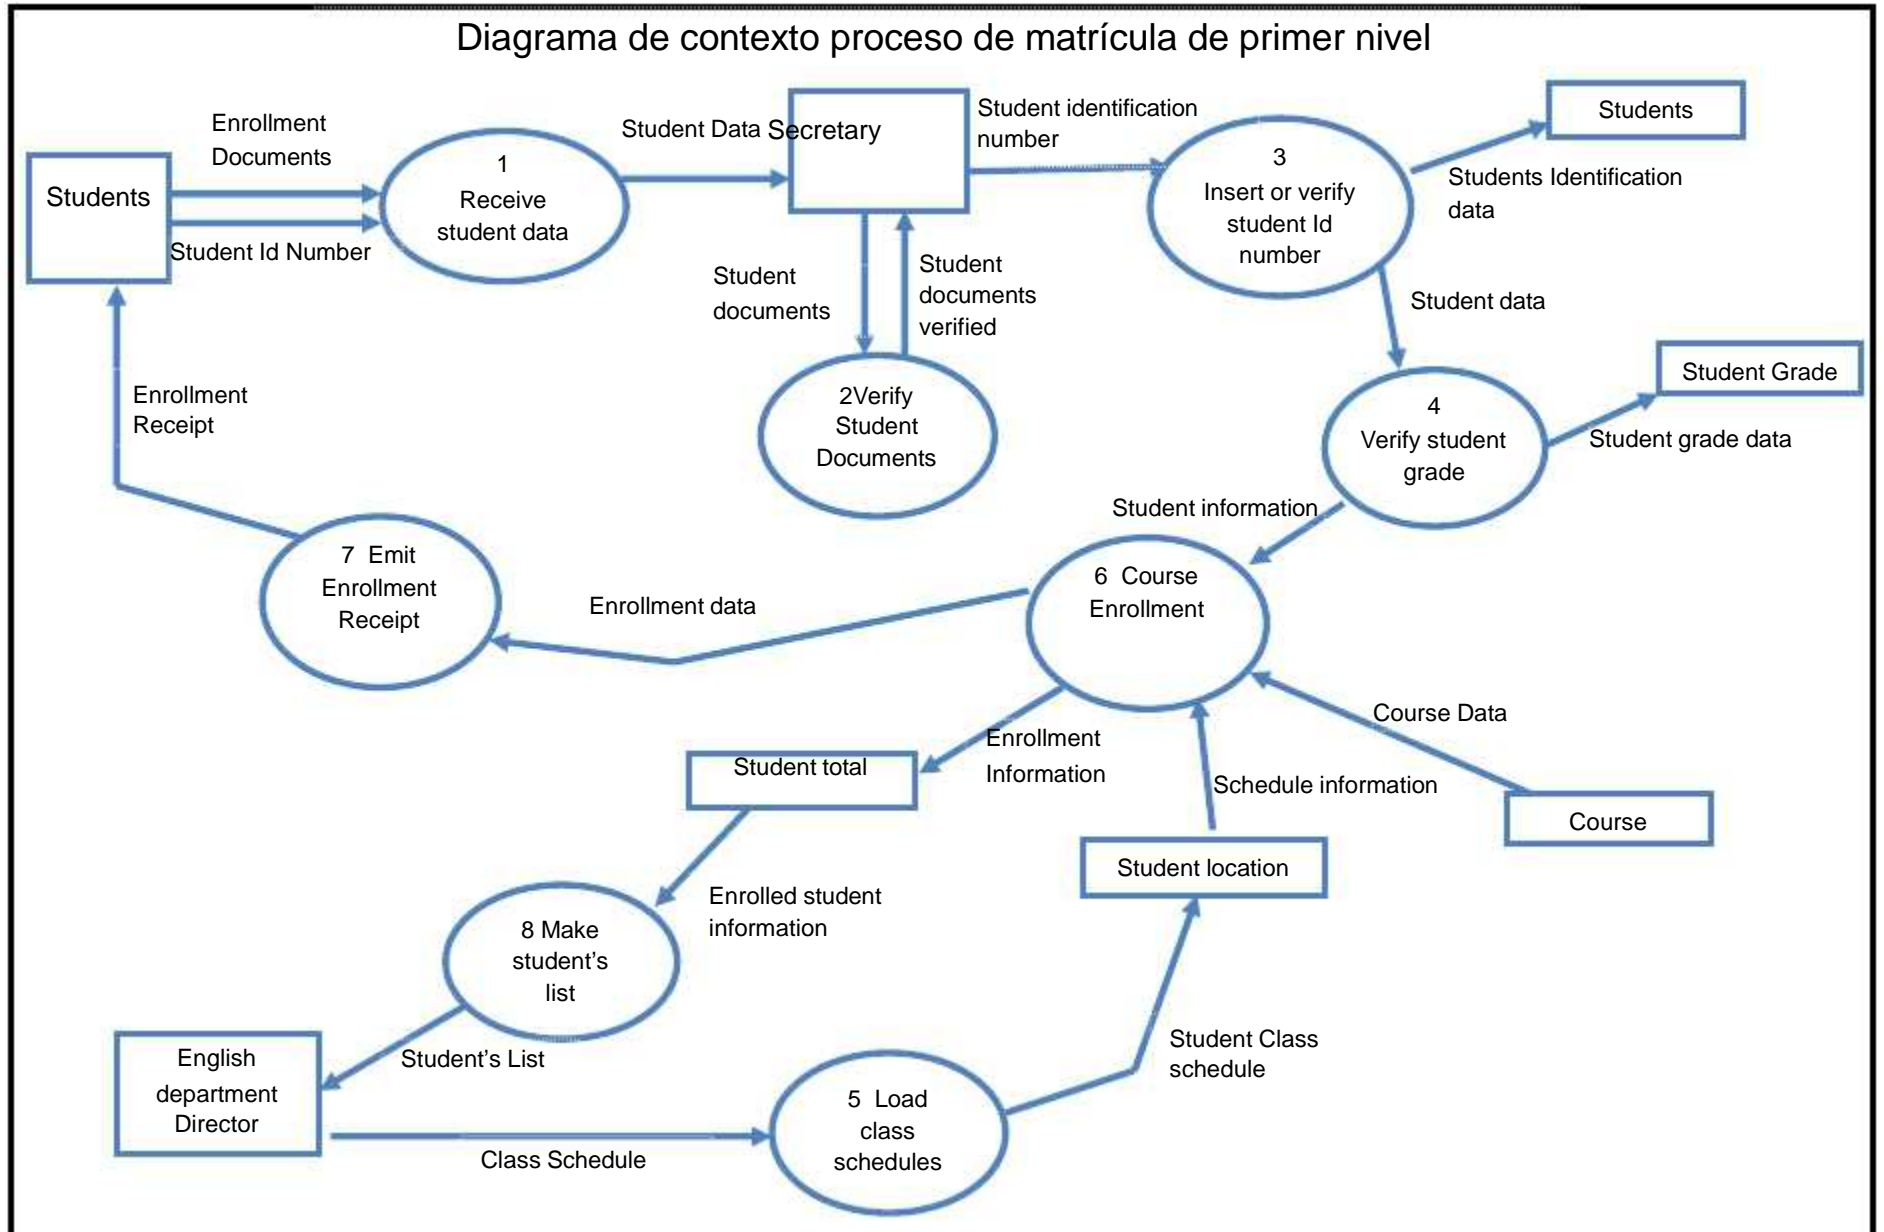 Diagrama de contexto proceso de matrícula de primer nivel
Students
Enrollment
Documents
Student Id Number
1
Receive
student data
Student Data
Secretary
Student identification
number
3
Insert or verify
student Id
number
Students
Students Identification
data
Student
documents
Student
documents
verified
2Verify
Student
Documents
Student data
4
Verify student
grade
Student Grade
Student grade data
Enrollment
Receipt
Student information
7 Emit
Enrollment
Receipt
Enrollment data
6 Course
Enrollment
Course Data
Course
Enrollment
Information
Schedule information
Student total
Student location
Enrolled student
information
8 Make
student’s
list
Student’s List
English
department
Director
Class Schedule
5 Load
class
schedules
Student Class
schedule